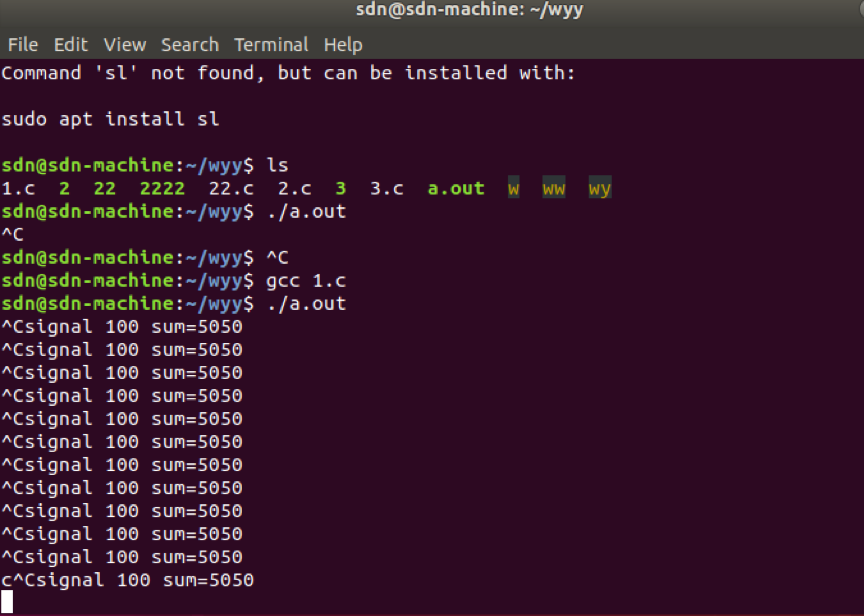 sdn@sdn-machine: ~/wyy
File Edit View Search Terminal Help
Command 'sl' not found, but can be installed with:
sudo apt install sl
sdn@sdn-machine:~/wyy$ ls
1.c 2 22 2222 22.c 2.c 3 3.c a.out w ww wy
sdn@sdn-machine:~/wyy$ ./a.out
^C
sdn@sdn-machine:~/wyy$ ^C
sdn@sdn-machine:~/wyy$ gcc 1.c
sdn@sdn-machine:~/wyy$ ./a.out
^Csignal 100 sum=5050
^Csignal 100 sum=5050
^Csignal 100 sum=5050
^Csignal 100 sum=5050
^Csignal 100 sum=5050
^Csignal 100 sum=5050
^Csignal 100 sum=5050
^Csignal 100 sum=5050
^Csignal 100 sum=5050
^Csignal 100 sum=5050
^Csignal 100 sum=5050
c^Csignal 100 sum=5050